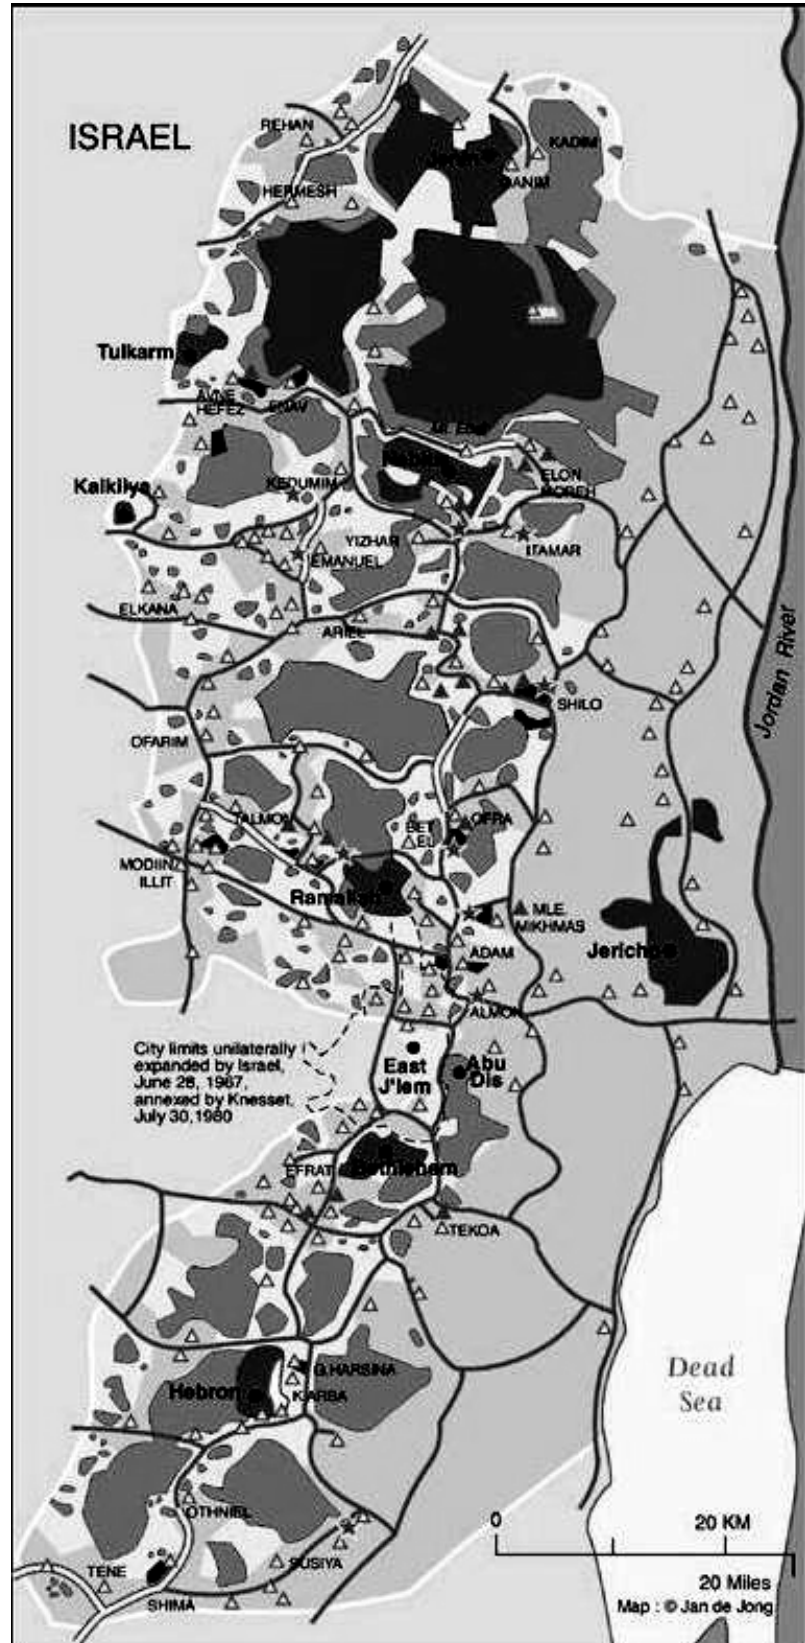 ISRAEL
REHAN
KADIM
Jenin
GANIM
HERMESH
Tulkarm
AVNE
HEFEZ
ENAV
Kalkilya
KEDUMIM
ELON
MOREH
YIZHAR
ITAMAR
EMANUEL
ELKANA
ARIEL
Jordan River
SHILO
OFARIM
TALMON
BET
EL
OFRA
MODIIN/
ILLIT
Ramallah
MLE.
MIKHMAS
ADAM
Jericho
ALMON
City limits unilaterally
expanded by Israel,
June 28, 1967,
annexed by Knesset,
July 30,1980
East
J'lem
Abu
Dis
EFRAT
Bethlehem
TEKOA
G.HARSINA
Hebron
K.ARBA
Dead
Sea
OTHNIEL
0
20 KM
TENE
SUSIYA
20 Miles
SHIMA
Map : © Jan de Jong